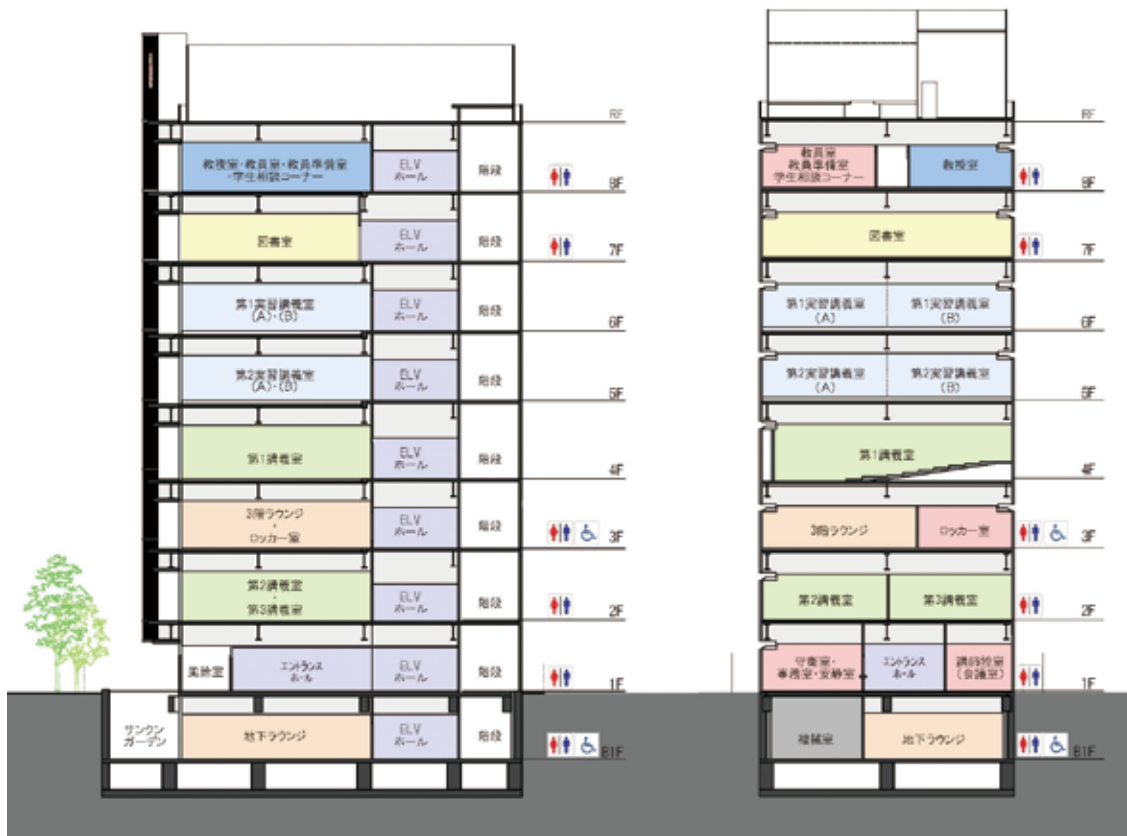 RF
教授室・教員室・教員準備室
・学生相談コーナー
ELV
ホール
階段
8F
図書室
ELV
ホール
階段
7F
第1実習講義室
(A)・(B)
ELV
ホール
階段
6F
第2実習講義室
(A)・(B)
ELV
ホール
階段
5F
第1講義室
ELV
ホール
階段
4F
3階ラウンジ
・
ロッカー室
ELV
ホール
階段
3F
第2講義室
・
第3講義室
ELV
ホール
階段
2F
風除室
エントランス
ホール
ELV
ホール
階段
1F
サンクン
ガーデン
地下ラウンジ
ELV
ホール
階段
B1F
RF
教員室
教員準備室
学生相談コーナー
教授室
8F
図書室
7F
第1実習講義室
(A)
第1実習講義室
(B)
6F
第2実習講義室
(A)
第2実習講義室
(B)
5F
第1講義室
4F
3階ラウンジ
ロッカー室
3F
第2講義室
第3講義室
2F
守衛室・
事務室・安静室
エントランス
ホール
講師控室
(会議室)
1F
機械室
地下ラウンジ
B1F